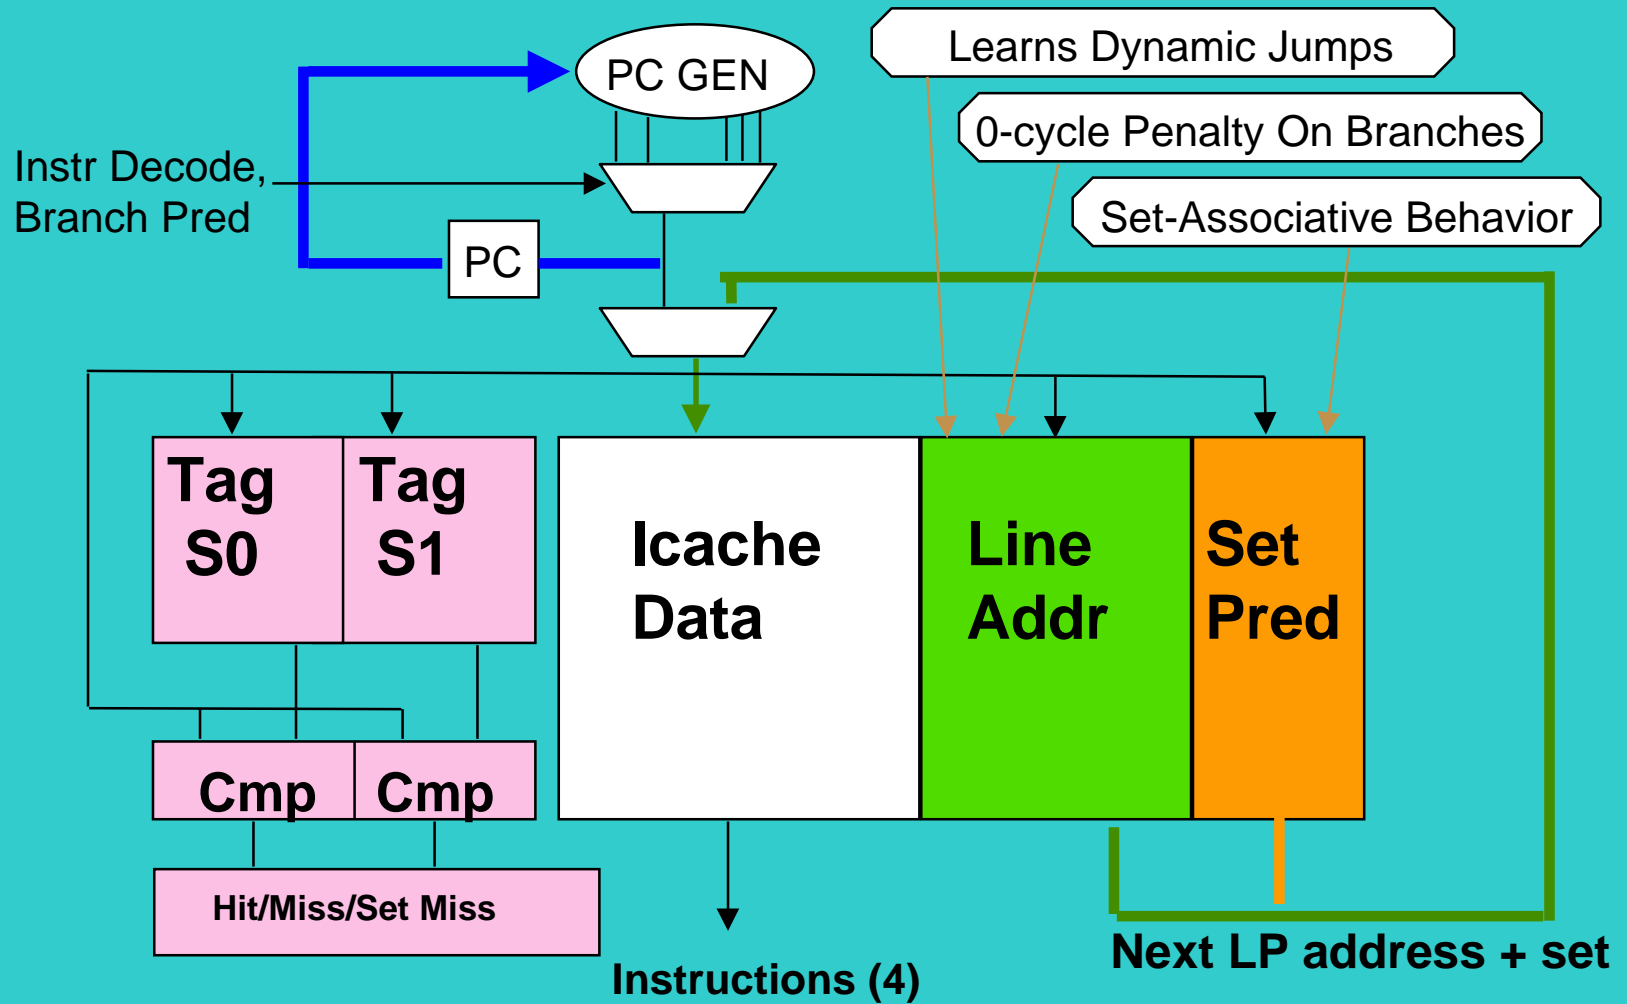 PC GEN
Learns Dynamic Jumps
0-cycle Penalty On Branches
Instr Decode,
Branch Pred
Set-Associative Behavior
PC
Tag
S0
Tag
S1
Icache
Data
Line
Addr
Set
Pred
Cmp
Cmp
Hit/Miss/Set Miss
Next LP address + set
Instructions (4)